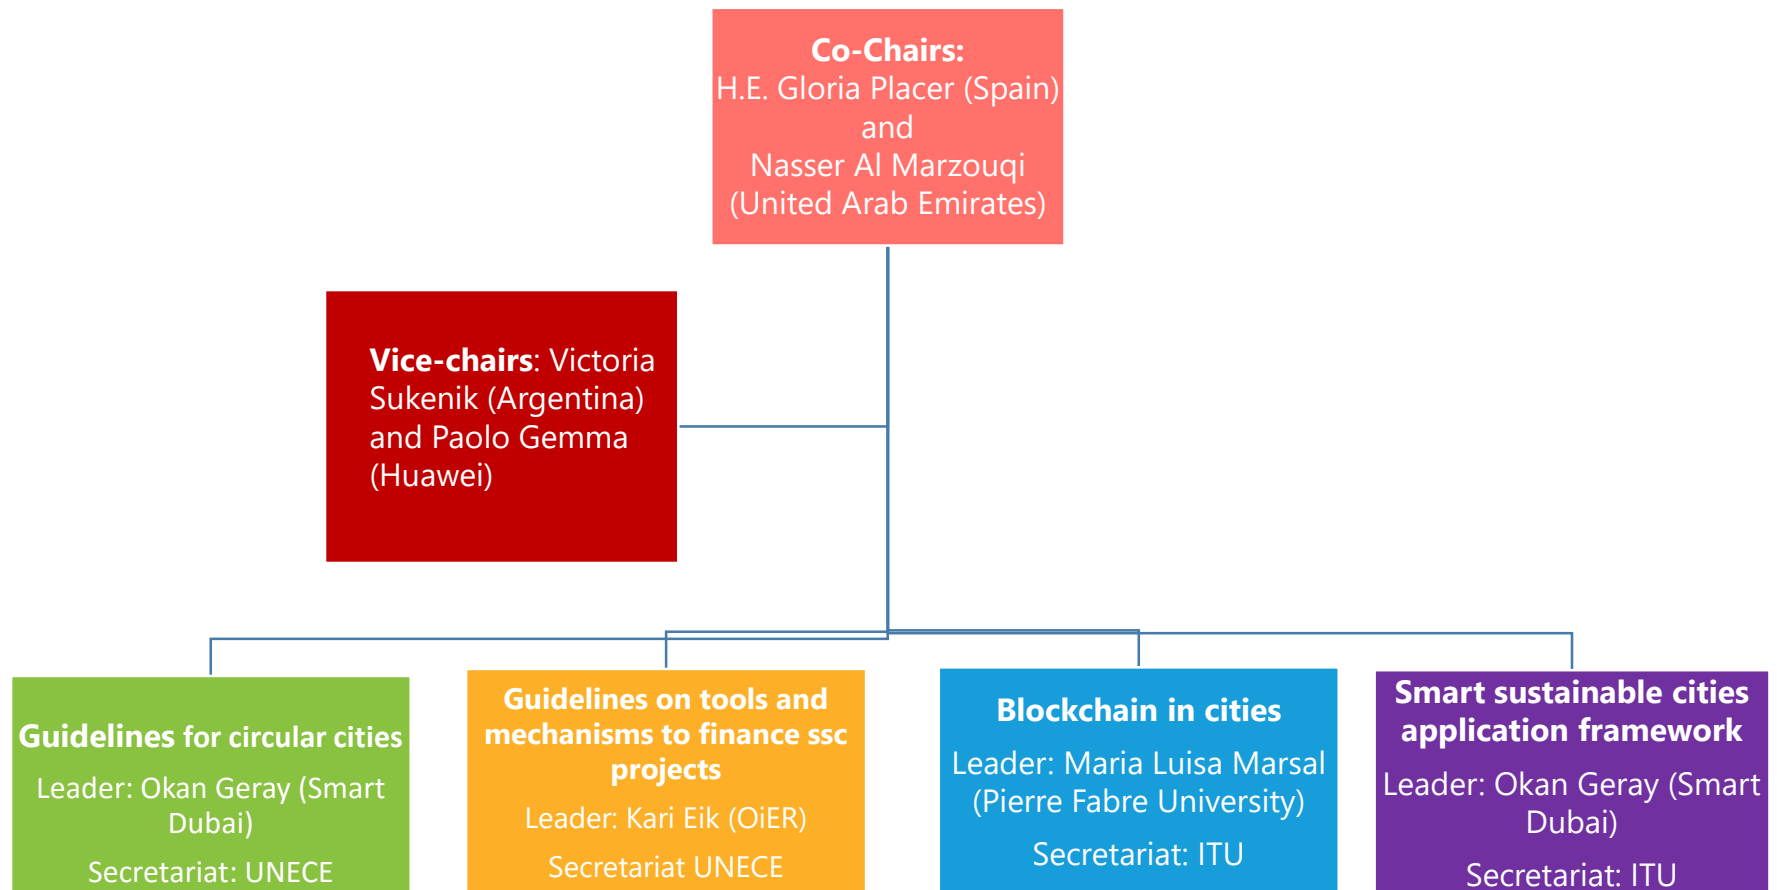 Co-Chairs:
H.E. Gloria Placer (Spain)
and
Nasser Al Marzouqi
(United Arab Emirates)
Vice-chairs: Victoria
Sukenik (Argentina)
and Paolo Gemma
(Huawei)
Guidelines for circular cities
Leader: Okan Geray (Smart
Dubai)
Secretariat: UNECE
Guidelines on tools and
mechanisms to finance ssc
projects
Leader: Kari Eik (OiER)
Secretariat UNECE
Blockchain in cities
Leader: Maria Luisa Marsal
(Pierre Fabre University)
Secretariat: ITU
Smart sustainable cities
application framework
Leader: Okan Geray (Smart
Dubai)
Secretariat: ITU